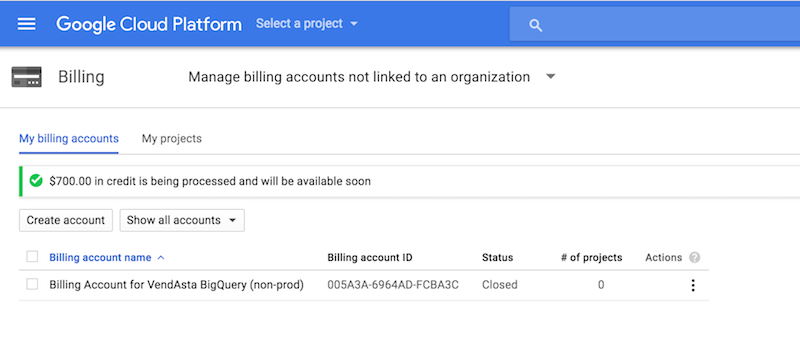 Google Cloud Platform Select a project
Billing Manage billing accounts not linked to an organization
My billing accounts My projects
$700.00 in credit is being processed and will be available soon
Create account Show all accounts
Billing account name Billing account ID Status # of projects Actions ?
Billing Account for VendAsta BigQuery (non-prod) 005A3A-6964AD-FCBA3C Closed 0